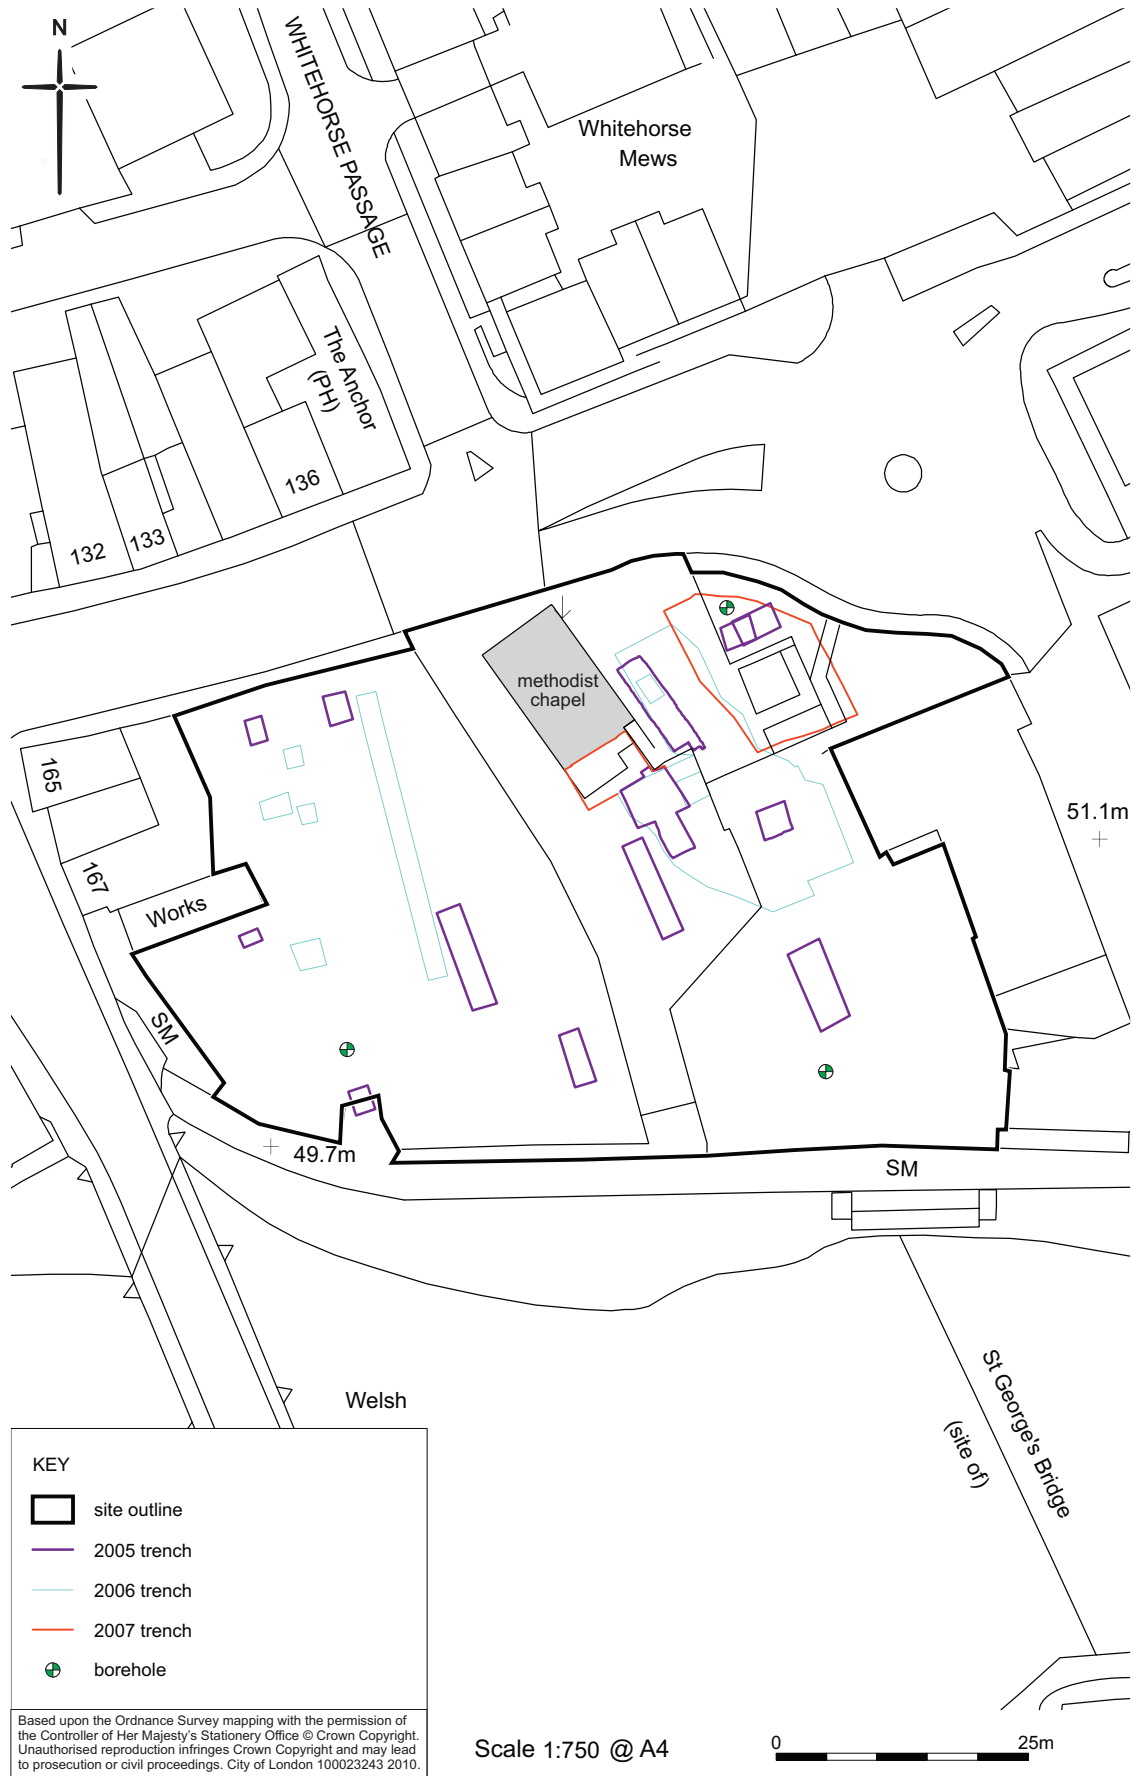 N
WHITEHORSE PASSAGE
Whitehorse
Mews
The Anchor
(PH)
136
133
132
methodist
chapel
165
51.1m
167
Works
SM
49.7m
SM
St George's Bridge
(site of)
Welsh
KEY
site outline
2005 trench
2006 trench
2007 trench
borehole
Based upon the Ordnance Survey mapping with the permission of
the Controller of Her Majesty's Stationery Office © Crown Copyright.
Unauthorised reproduction infringes Crown Copyright and may lead
to prosecution or civil proceedings. City of London 100023243 2010.
Scale 1:750 @ A4
0 25m